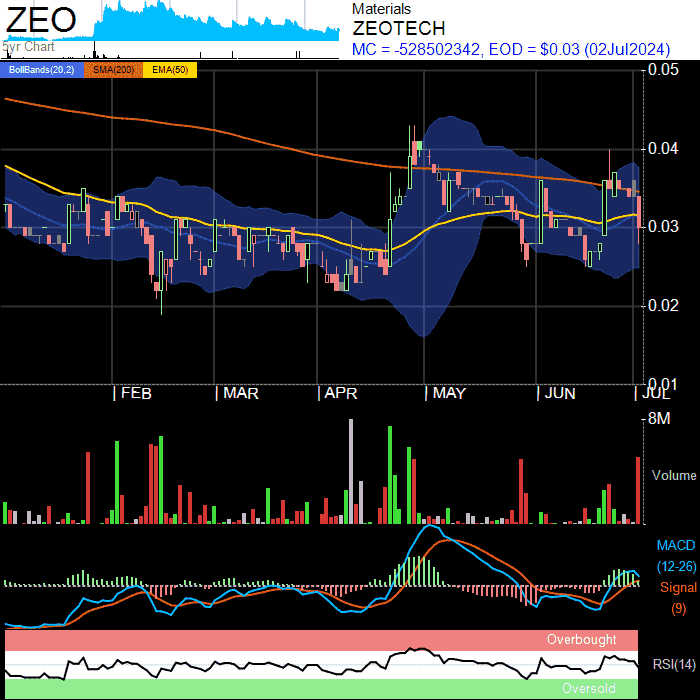 ZEO
5yr Chart
Materials
ZEOTECH
MC = -528502342, EOD = $0.03 (02Jul2024)
BollBands(20,2) SMA(200) EMA(50)
0.05
0.04
0.03
0.02
0.01
FEB MAR APR MAY JUN JUL
8M
Volume
MACD
(12-26)
Signal
(9)
Overbought
RSI(14)
Oversold